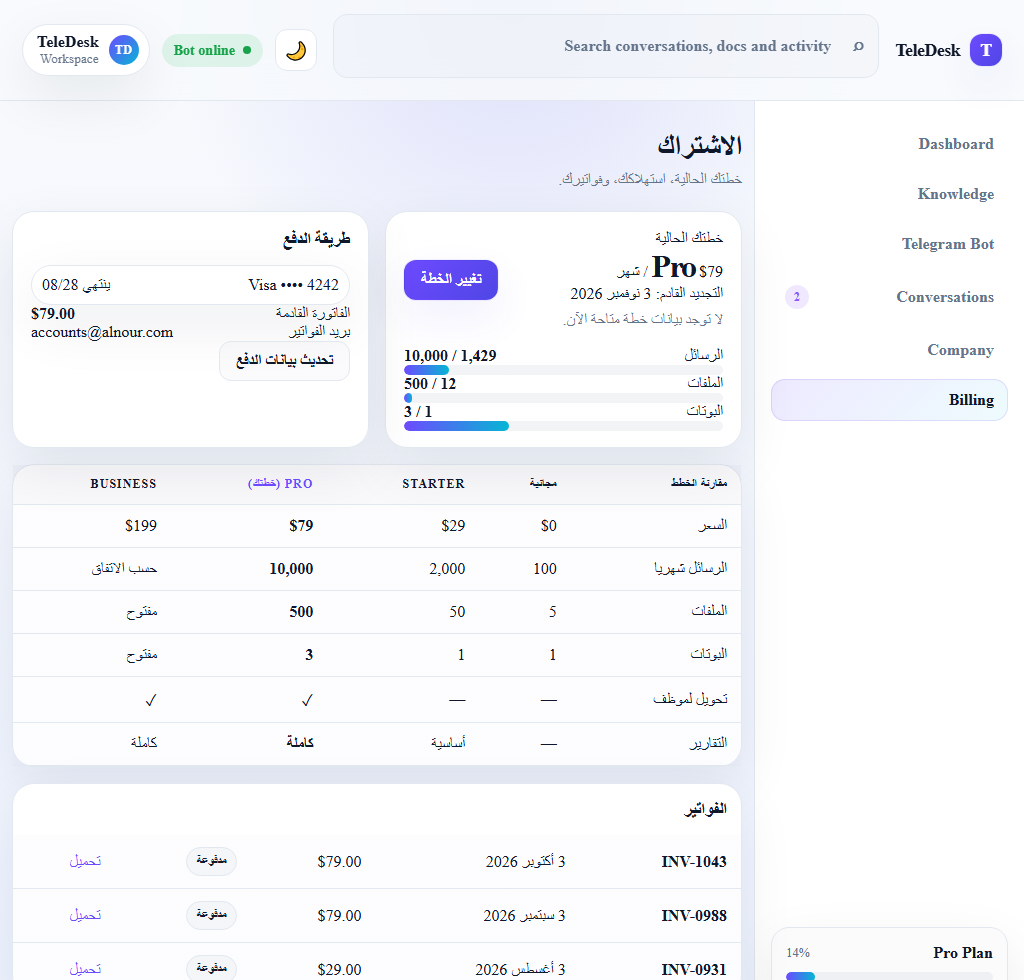 T TeleDesk
Search conversations, docs and activity
Bot online
TD TeleDesk
Workspace
Dashboard
Knowledge
Telegram Bot
Conversations 2
Company
Billing
Pro Plan 14%
الاشتراك
خطتك الحالية، استهلاكك، وفواتيرك.
خطتك الحالية
Pro $79 / شهر
التجديد القادم: 3 نوفمبر 2026
لا توجد بيانات خطة متاحة الآن.
تغيير الخطة
الرسائل 1,429 / 10,000
الملفات 12 / 500
البوتات 1 / 3
طريقة الدفع
Visa •••• 4242 ينتهي 08/28
الفاتورة القادمة $79.00
بريد الفواتير accounts@alnour.com
تحديث بيانات الدفع
مقارنة الخطط مجانية STARTER PRO (خطتك) BUSINESS
السعر $0 $29 $79 $199
الرسائل شهريا 100 2,000 10,000 حسب الاتفاق
الملفات 5 50 500 مفتوح
البوتات 1 1 3 مفتوح
تحويل لموظف — — ✓ ✓
التقارير — أساسية كاملة كاملة
الفواتير
INV-1043 3 أكتوبر 2026 $79.00 مدفوعة تحميل
INV-0988 3 سبتمبر 2026 $79.00 مدفوعة تحميل
INV-0931 3 أغسطس 2026 $29.00 مدفوعة تحميل